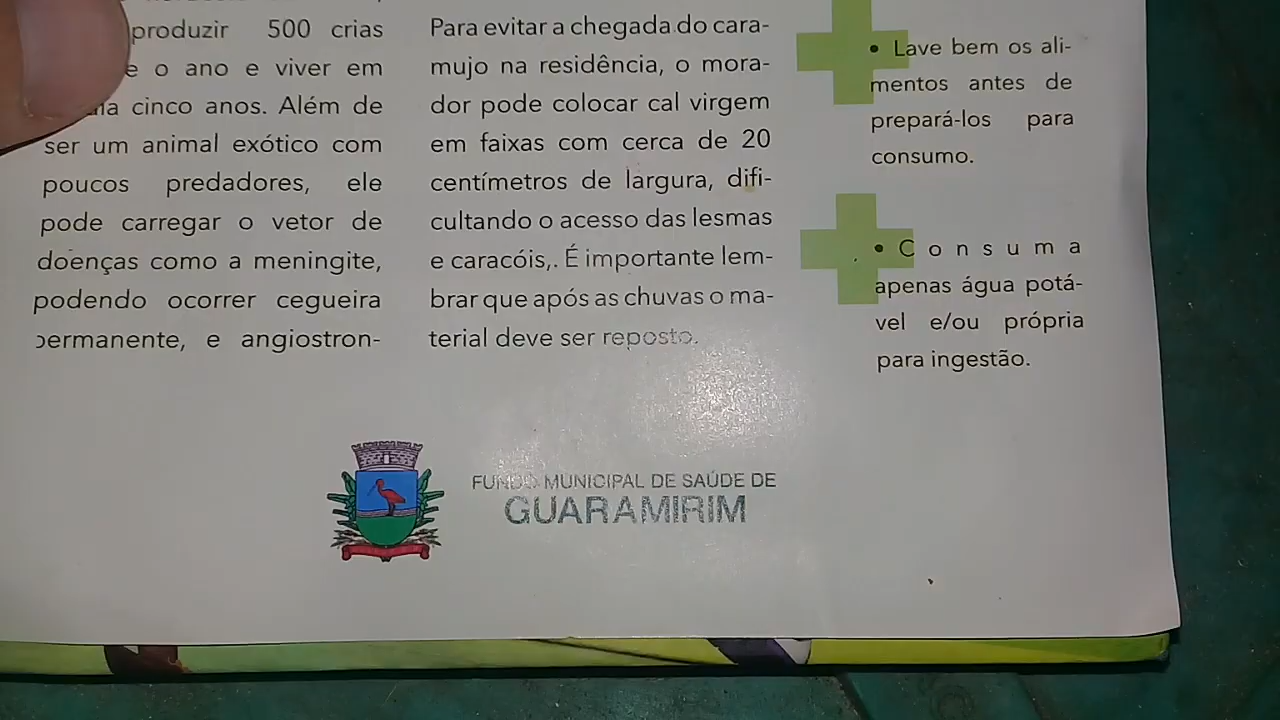 produzir 500 crias
o ano e viver em
cinco anos. Além de
ser um animal exótico com
poucos predadores, ele
pode carregar o vetor de
doenças como a meningite,
podendo ocorrer cegueira
permanente, e angiostron-
Para evitar a chegada do cara-
mujo na residência, o mora-
dor pode colocar cal virgem
em faixas com cerca de 20
centímetros de largura, difi-
cultando o acesso das lesmas
e caracóis,. É importante lem-
brar que após as chuvas o ma-
terial deve ser reposto.
• Lave bem os ali-
mentos antes de
prepará-los para
consumo.
• Consuma
apenas água potá-
vel e/ou própria
para ingestão.
FUNDO MUNICIPAL DE SAÚDE DE
GUARAMIRIM